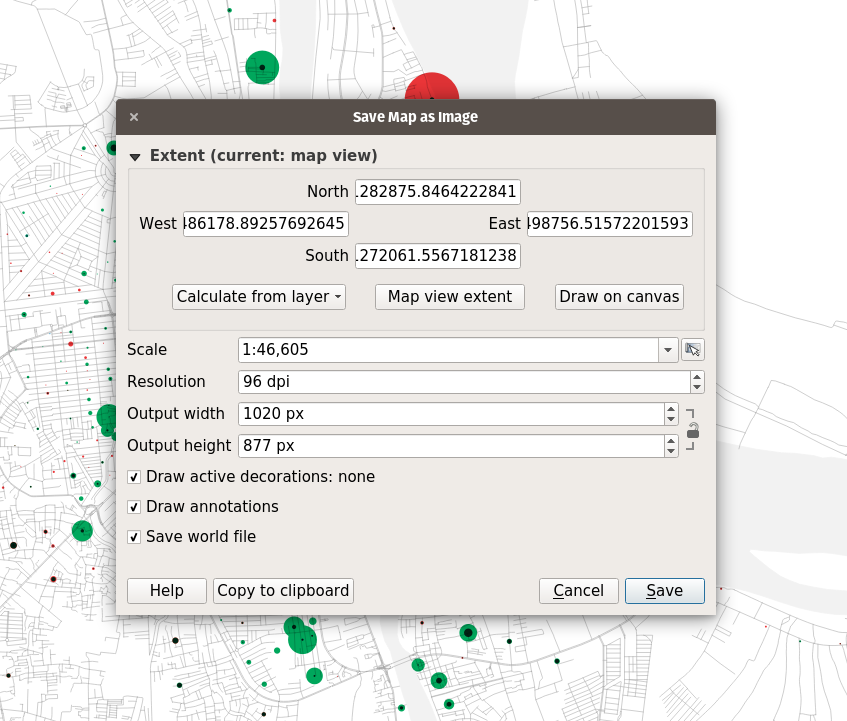 Save Map as Image
Extent (current: map view)
North .282875.8464222841
West 486178.89257692645 East 498756.51572201593
South .272061.5567181238
Calculate from layer Map view extent Draw on canvas
Scale 1:46,605
Resolution 96 dpi
Output width 1020 px
Output height 877 px
Draw active decorations: none
Draw annotations
Save world file
Help Copy to clipboard Cancel Save